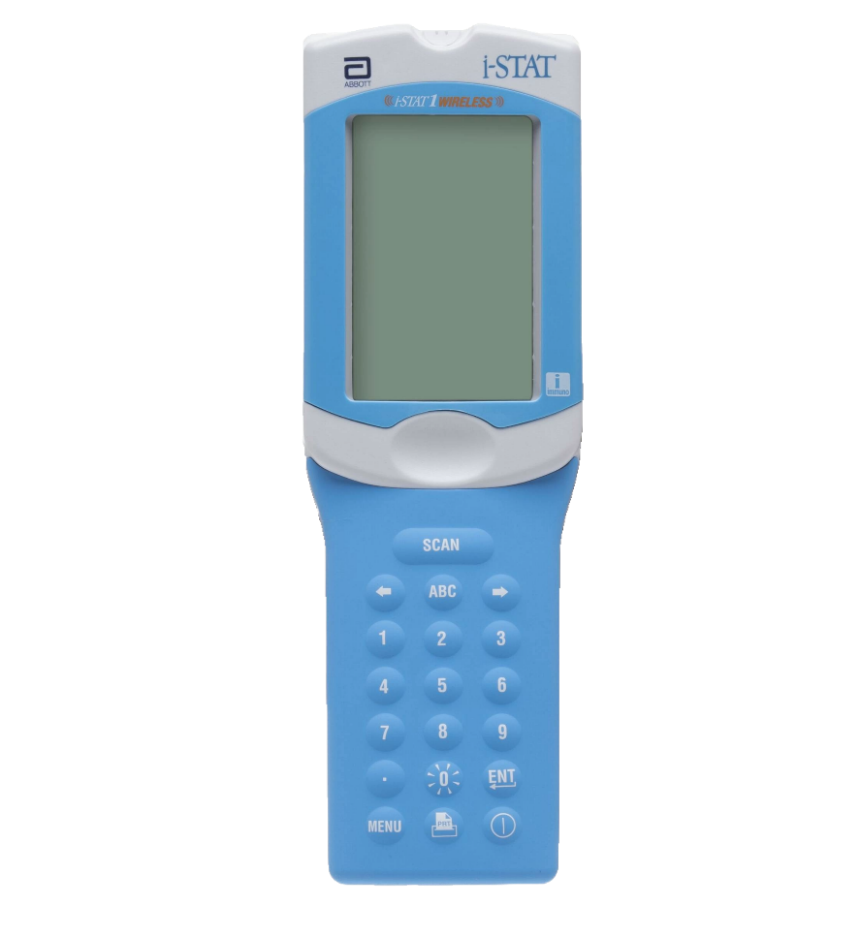 ABBOTT
i-STAT
i-STAT 1 WIRELESS
i
immuno
SCAN
ABC
1 2 3
4 5 6
7 8 9
. 0 ENT
MENU PRT